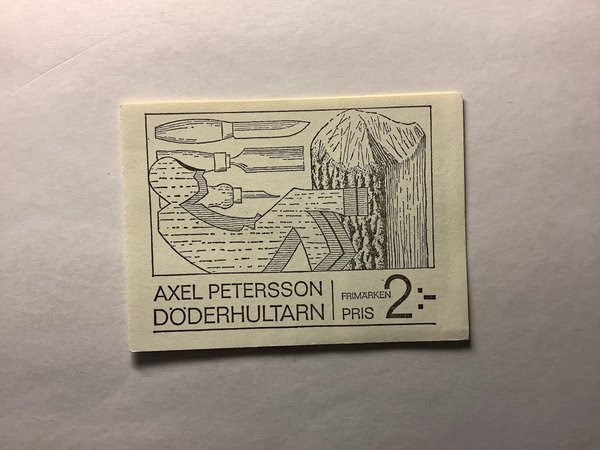 AXEL PETERSSON
DÖDERHULTARN
FRIMÄRKEN
PRIS
2:-